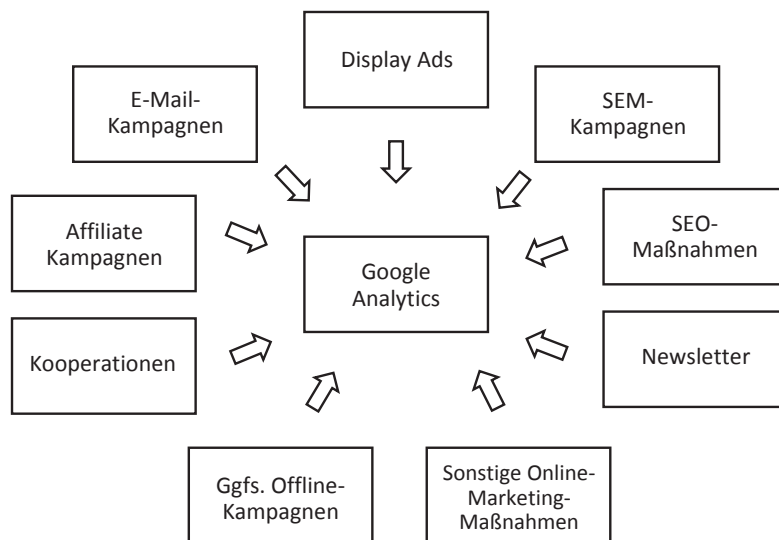 Display Ads
E-Mail-
Kampagnen
SEM-
Kampagnen
Affiliate
Kampagnen
SEO-
Maßnahmen
Google
Analytics
Kooperationen
Newsletter
Ggfs. Offline-
Kampagnen
Sonstige Online-
Marketing-
Maßnahmen